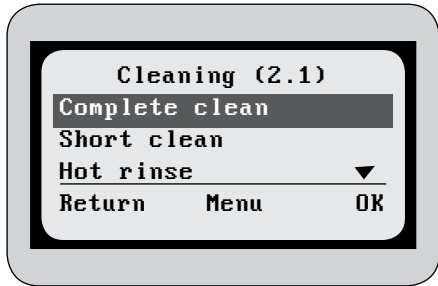 Cleaning (2.1)
Complete clean
Short clean
Hot rinse
Return Menu OK